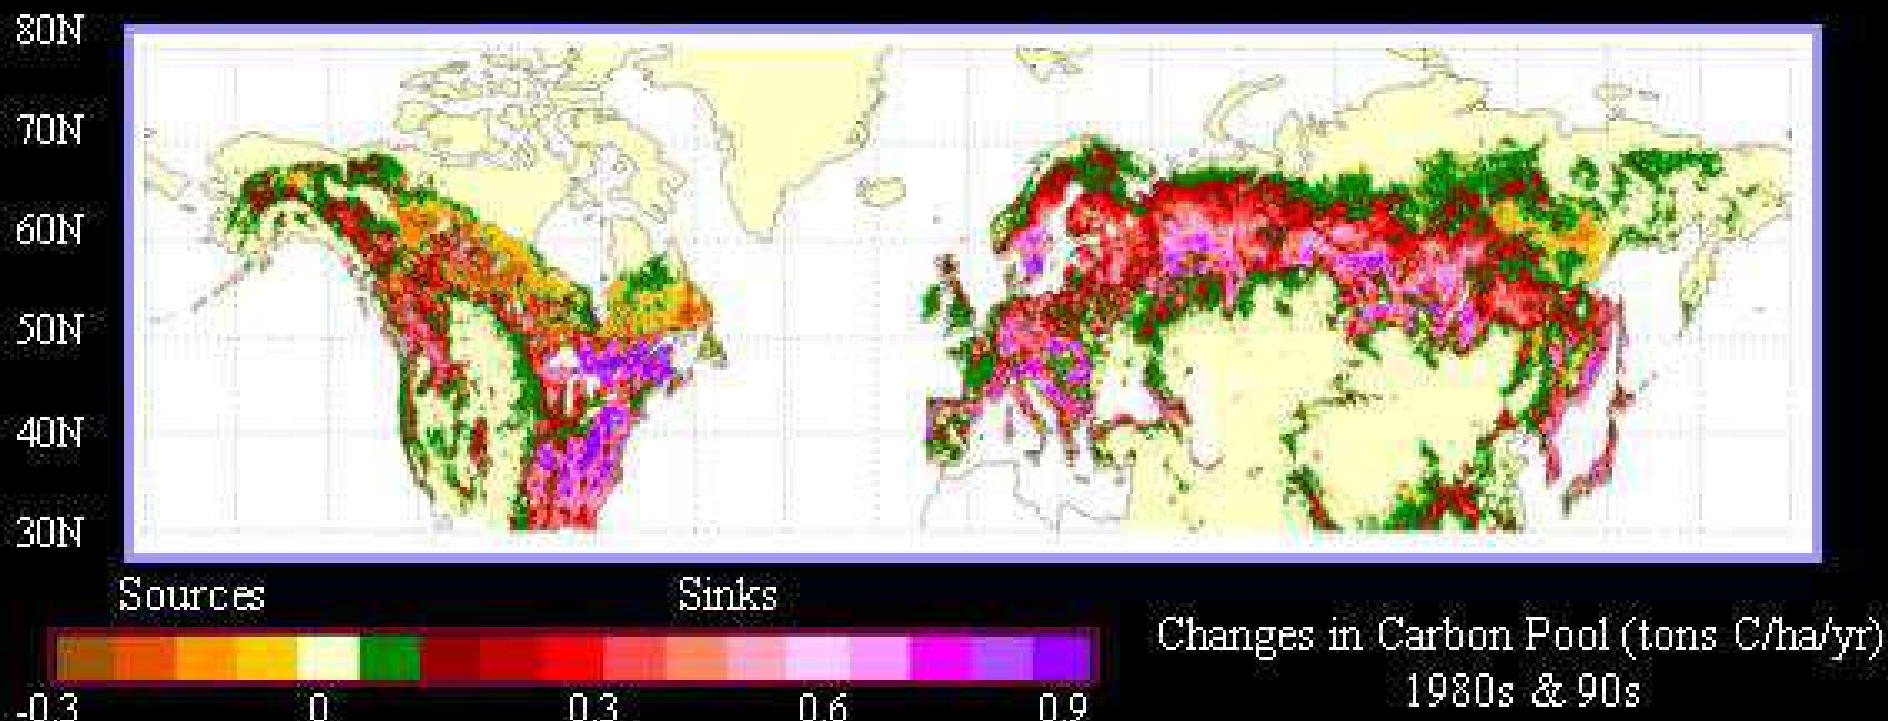 80N
70N
60N
50N
40N
30N
Sources Sinks
-0.3 0 0.3 0.6 0.9
Changes in Carbon Pool (tons C/ha/yr)
1980s & 90s